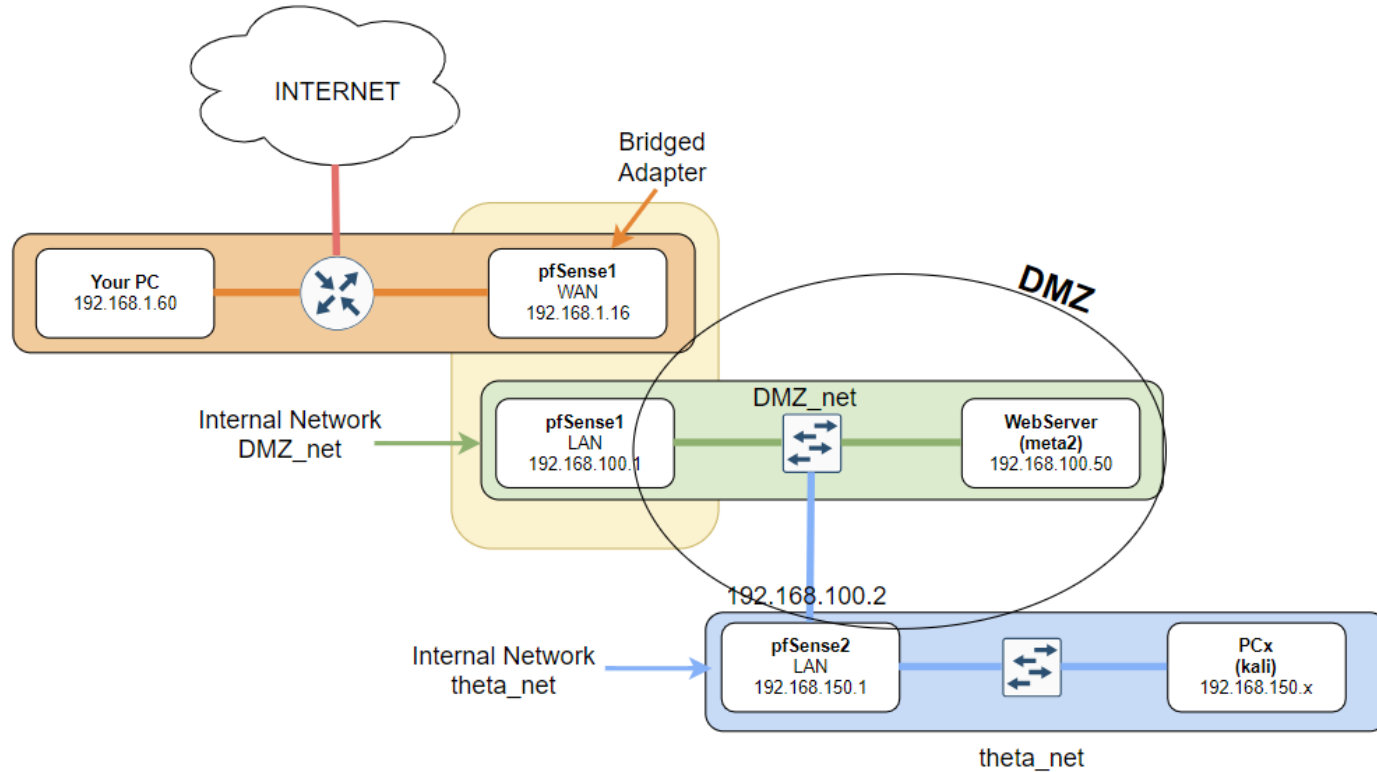 INTERNET
Bridged
Adapter
Your PC
192.168.1.60
pfSense1
WAN
192.168.1.16
DMZ
Internal Network
DMZ_net
pfSense1
LAN
192.168.100.1
DMZ_net
WebServer
(meta2)
192.168.100.50
192.168.100.2
Internal Network
theta_net
pfSense2
LAN
192.168.150.1
PCx
(kali)
192.168.150.x
theta_net